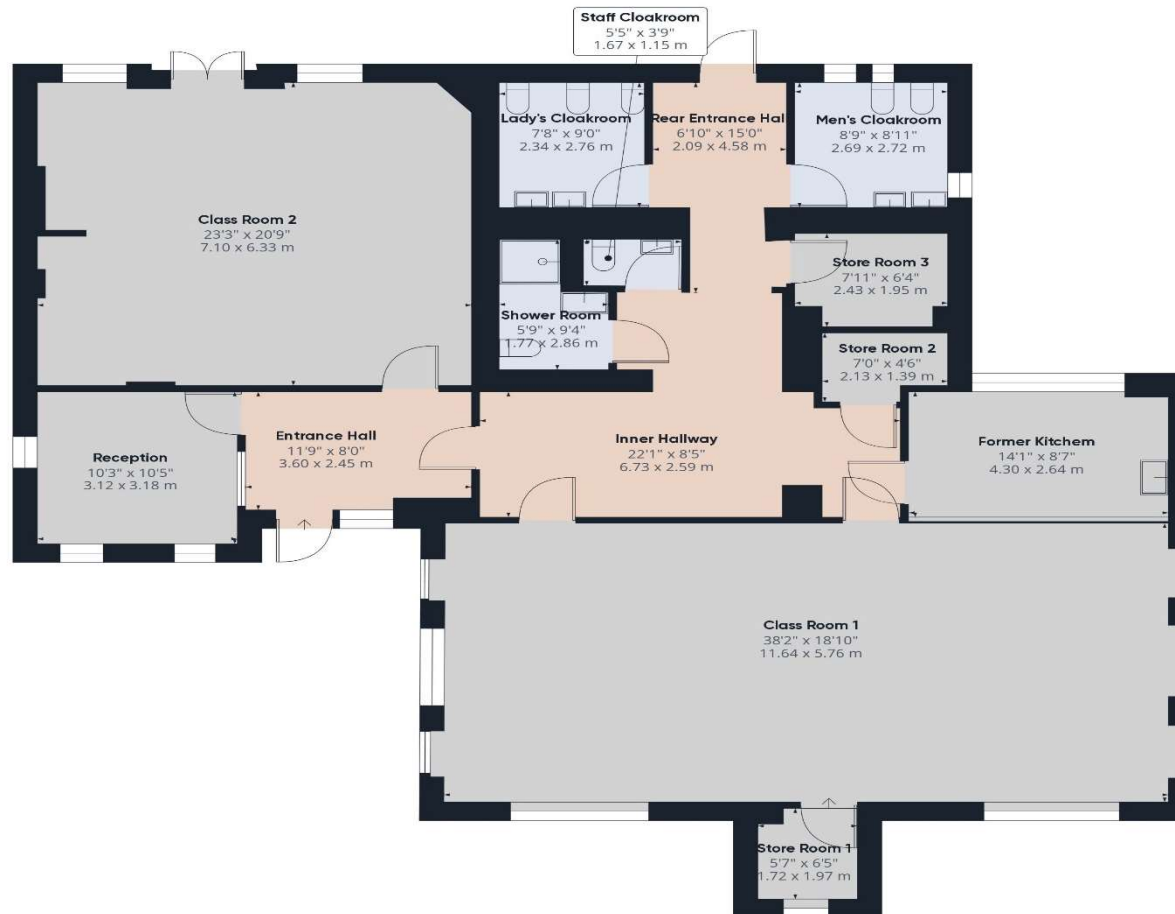 Staff Cloakroom
5'5" x 3'9"
1.67 x 1.15 m
Lady's Cloakroom
7'8" x 9'0"
2.34 x 2.76 m
Rear Entrance Hall
6'10" x 15'0"
2.09 x 4.58 m
Men's Cloakroom
8'9" x 8'11"
2.69 x 2.72 m
Class Room 2
23'3" x 20'9"
7.10 x 6.33 m
Store Room 3
7'11" x 6'4"
2.43 x 1.95 m
Shower Room
5'9" x 9'4"
1.77 x 2.86 m
Store Room 2
7'0" x 4'6"
2.13 x 1.39 m
Reception
10'3" x 10'5"
3.12 x 3.18 m
Entrance Hall
11'9" x 8'0"
3.60 x 2.45 m
Inner Hallway
22'1" x 8'5"
6.73 x 2.59 m
Former Kitchem
14'1" x 8'7"
4.30 x 2.64 m
Class Room 1
38'2" x 18'10"
11.64 x 5.76 m
Store Room 1
5'7" x 6'5"
1.72 x 1.97 m